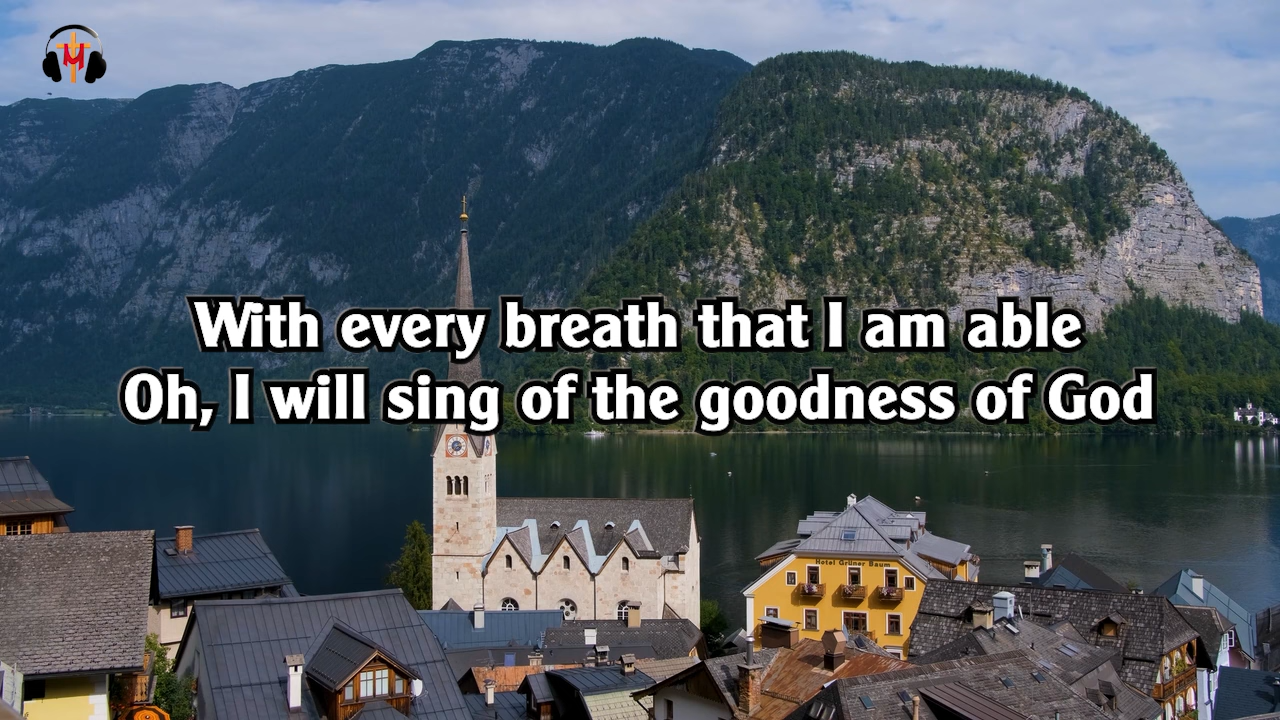 With every breath that I am able
Oh, I will sing of the goodness of God
Hotel Grüner Baum